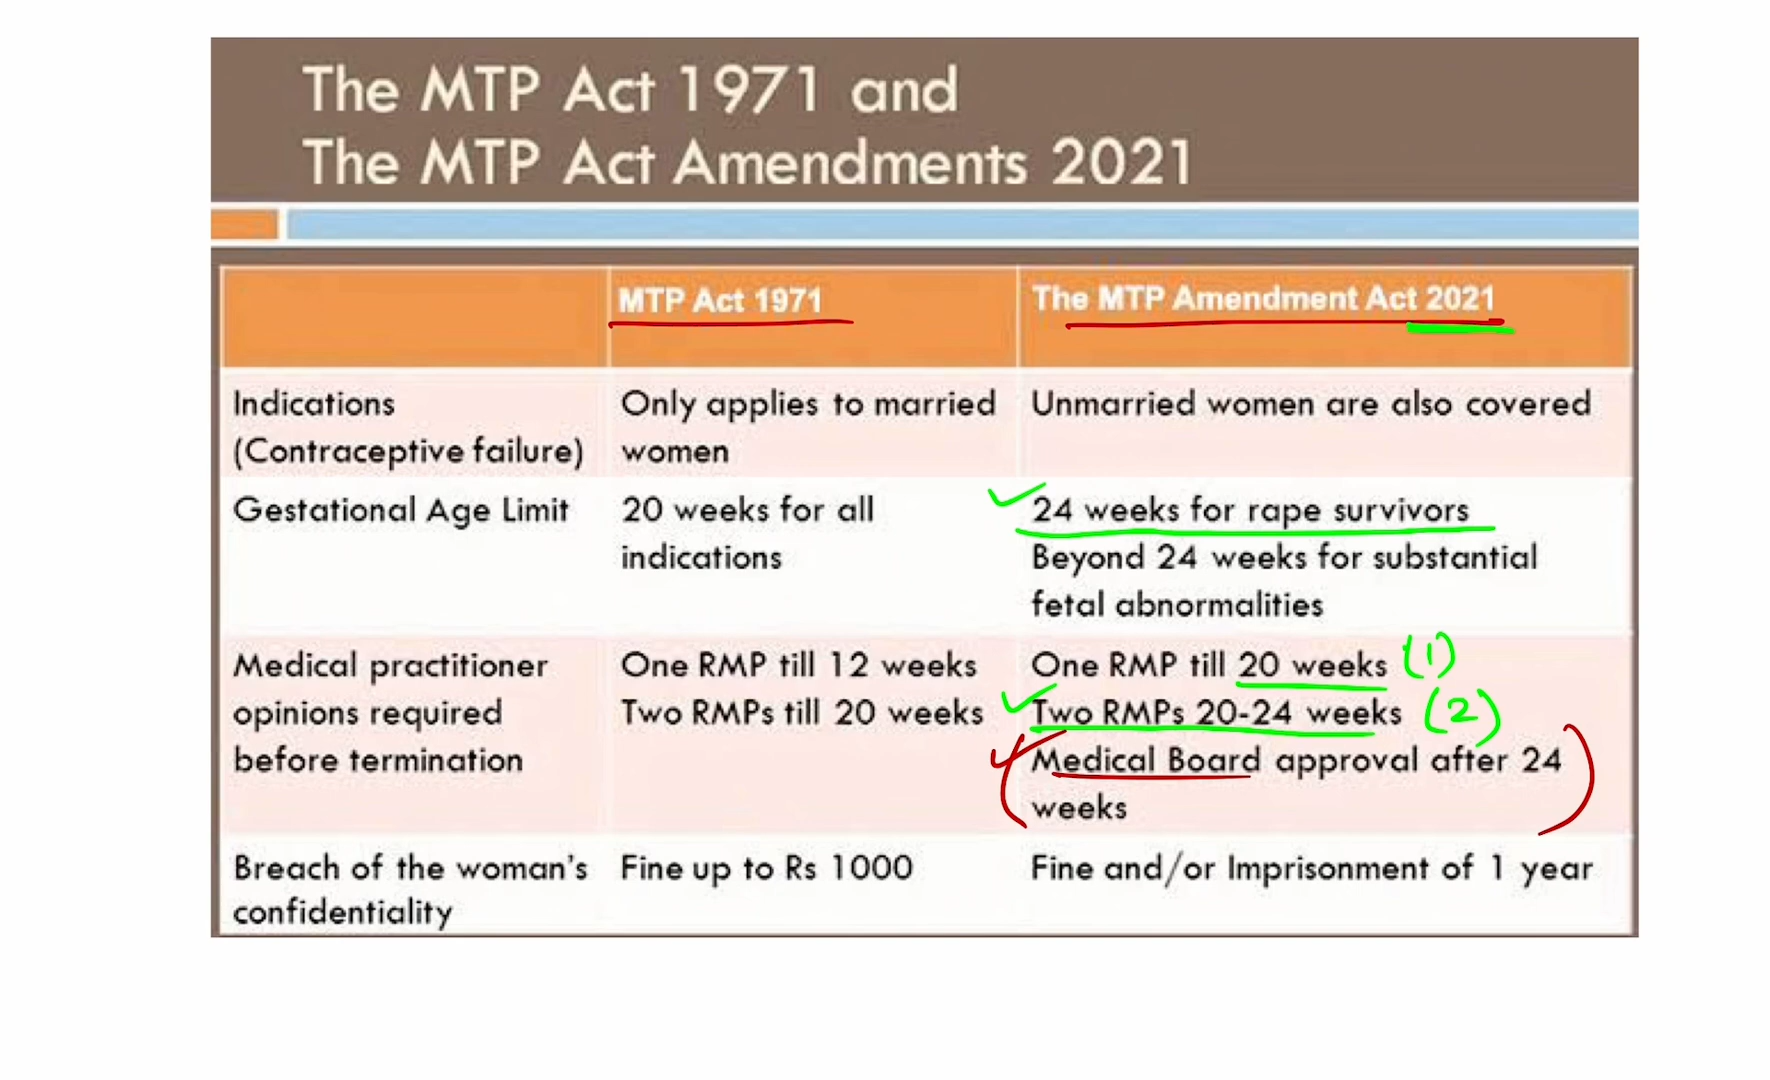 The MTP Act 1971 and
The MTP Act Amendments 2021
MTP Act 1971
The MTP Amendment Act 2021
Indications
(Contraceptive failure)
Only applies to married
women
Unmarried women are also covered
Gestational Age Limit
20 weeks for all
indications
24 weeks for rape survivors
Beyond 24 weeks for substantial
fetal abnormalities
Medical practitioner
opinions required
before termination
One RMP till 12 weeks
Two RMPs till 20 weeks
One RMP till 20 weeks (1)
Two RMPs 20-24 weeks (2)
Medical Board approval after 24
weeks
Breach of the woman's
confidentiality
Fine up to Rs 1000
Fine and/or Imprisonment of 1 year